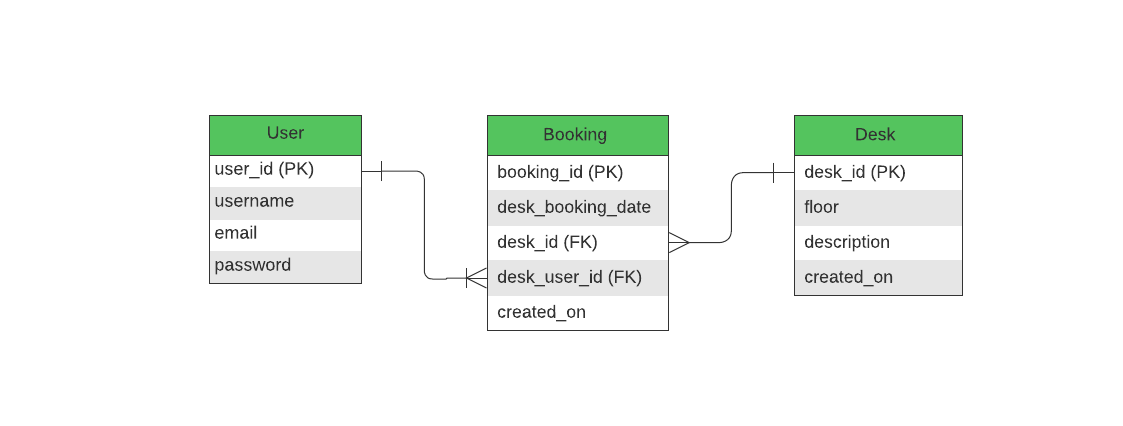 User
user_id (PK)
username
email
password
Booking
booking_id (PK)
desk_booking_date
desk_id (FK)
desk_user_id (FK)
created_on
Desk
desk_id (PK)
floor
description
created_on